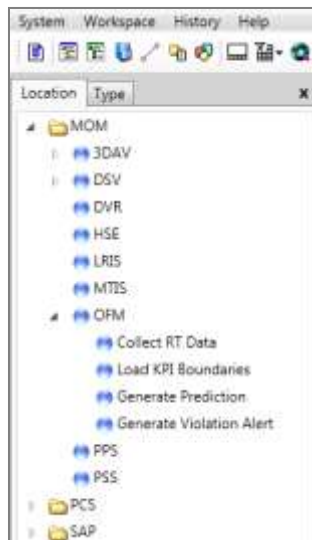 System Workspace History Help
Location Type
MOM
3DAV
DSV
DVR
HSE
LRIS
MTIS
OFM
Collect RT Data
Load KPI Boundaries
Generate Prediction
Generate Violation Alert
PPS
PSS
PCS
SAP